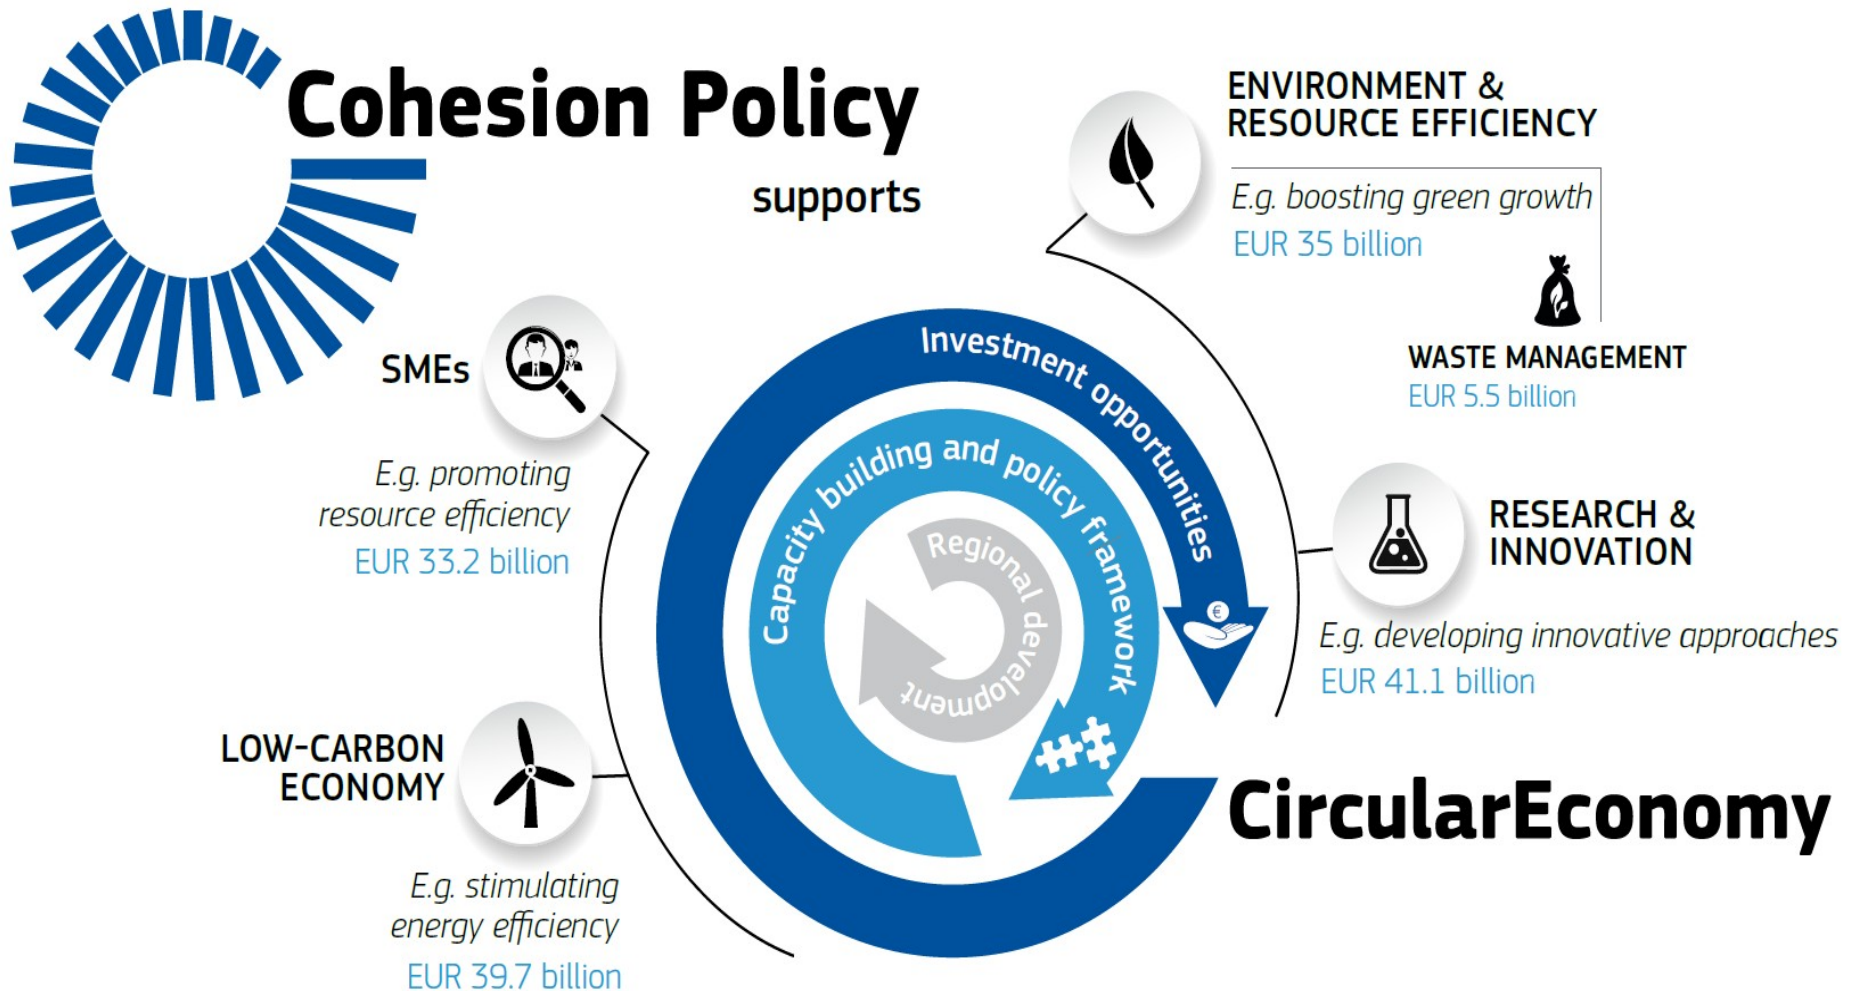 Cohesion Policy
supports
ENVIRONMENT &
RESOURCE EFFICIENCY
E.g. boosting green growth
EUR 35 billion
WASTE MANAGEMENT
EUR 5.5 billion
SMEs
E.g. promoting
resource efficiency
EUR 33.2 billion
Investment opportunities
€
Capacity building and policy framework
Regional development
RESEARCH &
INNOVATION
E.g. developing innovative approaches
EUR 41.1 billion
LOW-CARBON
ECONOMY
E.g. stimulating
energy efficiency
EUR 39.7 billion
CircularEconomy